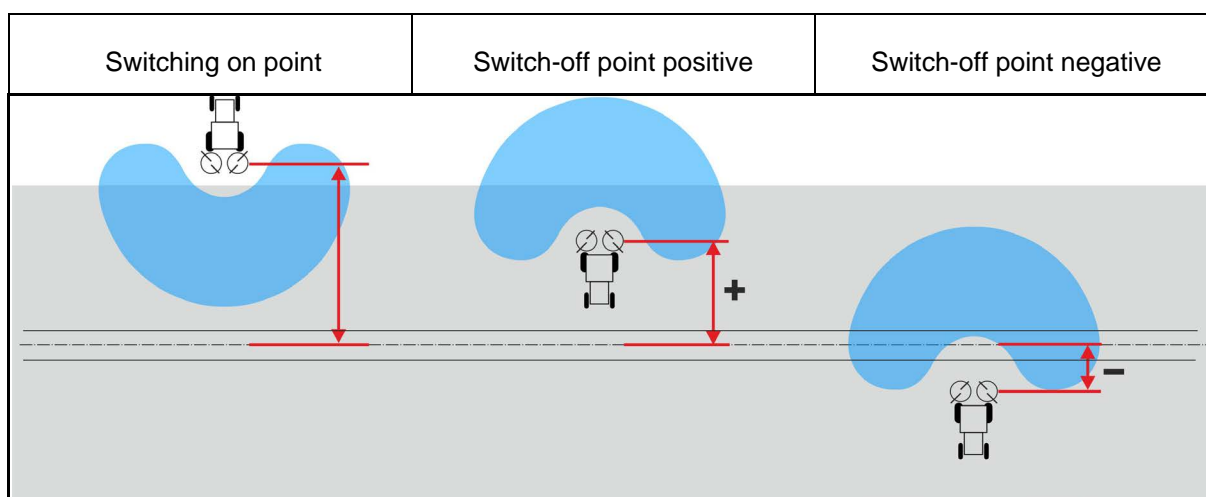 Switching on point
Switch-off point positive
Switch-off point negative
+
-